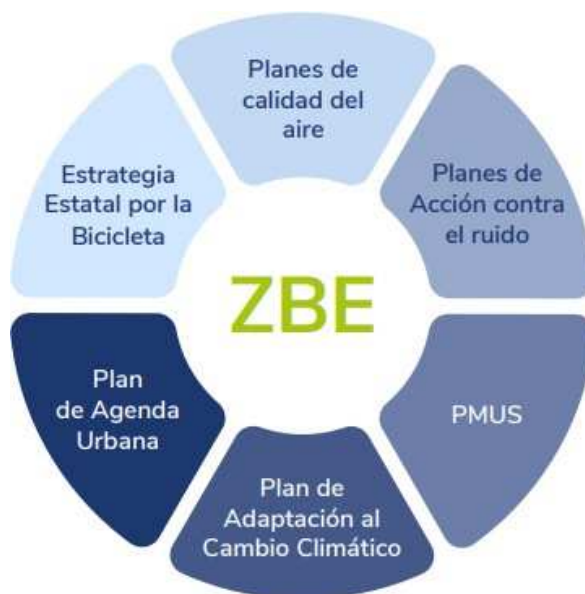 Planes de
calidad del
aire
Planes de
Acción contra
el ruido
PMUS
Plan de
Adaptación al
Cambio Climático
Plan
de Agenda
Urbana
Estrategia
Estatal por la
Bicicleta
ZBE